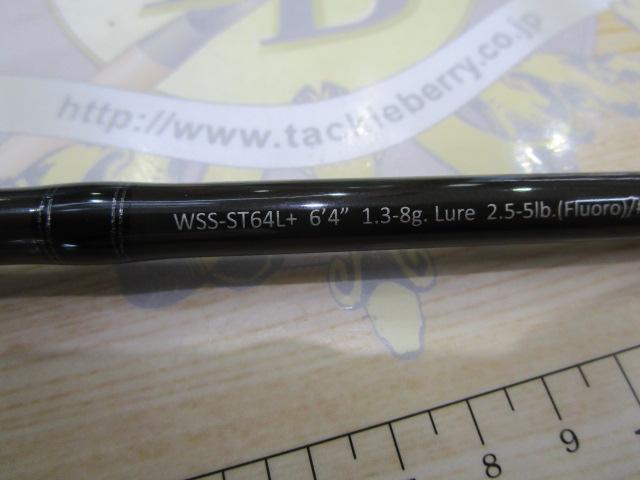 B
http://www.tackleberry.co.jp
WSS-ST64L+ 6'4" 1.3-8g. Lure 2.5-5lb.(Fluoro)/
8 9